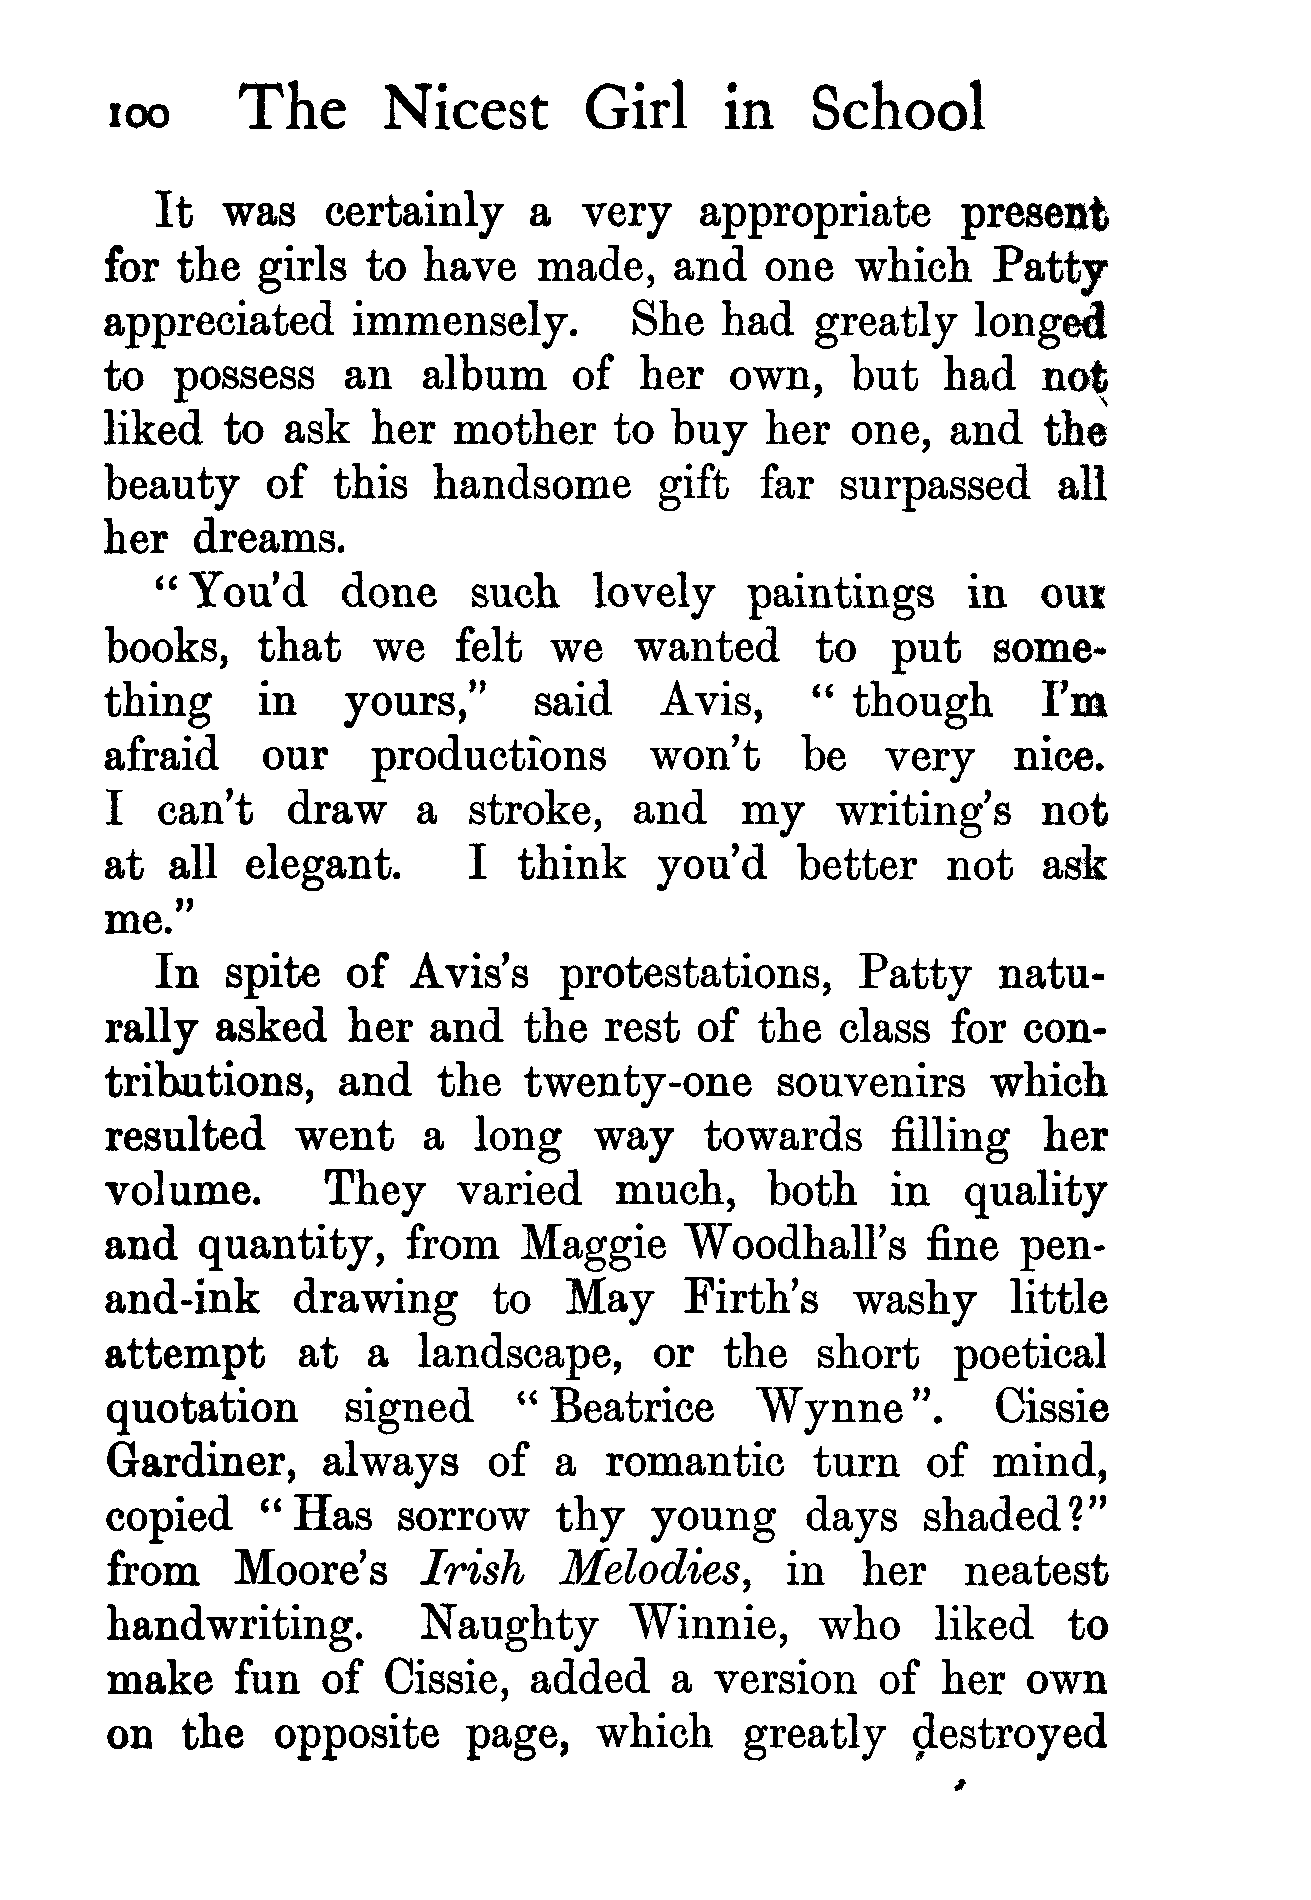 100 The Nicest Girl in School
It was certainly a very appropriate present
for the girls to have made, and one which Patty
appreciated immensely. She had greatly longed
to possess an album of her own, but had not
liked to ask her mother to buy her one, and the
beauty of this handsome gift far surpassed all
her dreams.
“You’d done such lovely paintings in our
books, that we felt we wanted to put some-
thing in yours,” said Avis, “though I’m
afraid our productions won’t be very nice.
I can’t draw a stroke, and my writing’s not
at all elegant. I think you’d better not ask
me.”
In spite of Avis’s protestations, Patty natu-
rally asked her and the rest of the class for con-
tributions, and the twenty-one souvenirs which
resulted went a long way towards filling her
volume. They varied much, both in quality
and quantity, from Maggie Woodhall’s fine pen-
and-ink drawing to May Firth’s washy little
attempt at a landscape, or the short poetical
quotation signed “Beatrice Wynne”. Cissie
Gardiner, always of a romantic turn of mind,
copied “Has sorrow thy young days shaded?”
from Moore’s Irish Melodies, in her neatest
handwriting. Naughty Winnie, who liked to
make fun of Cissie, added a version of her own
on the opposite page, which greatly destroyed